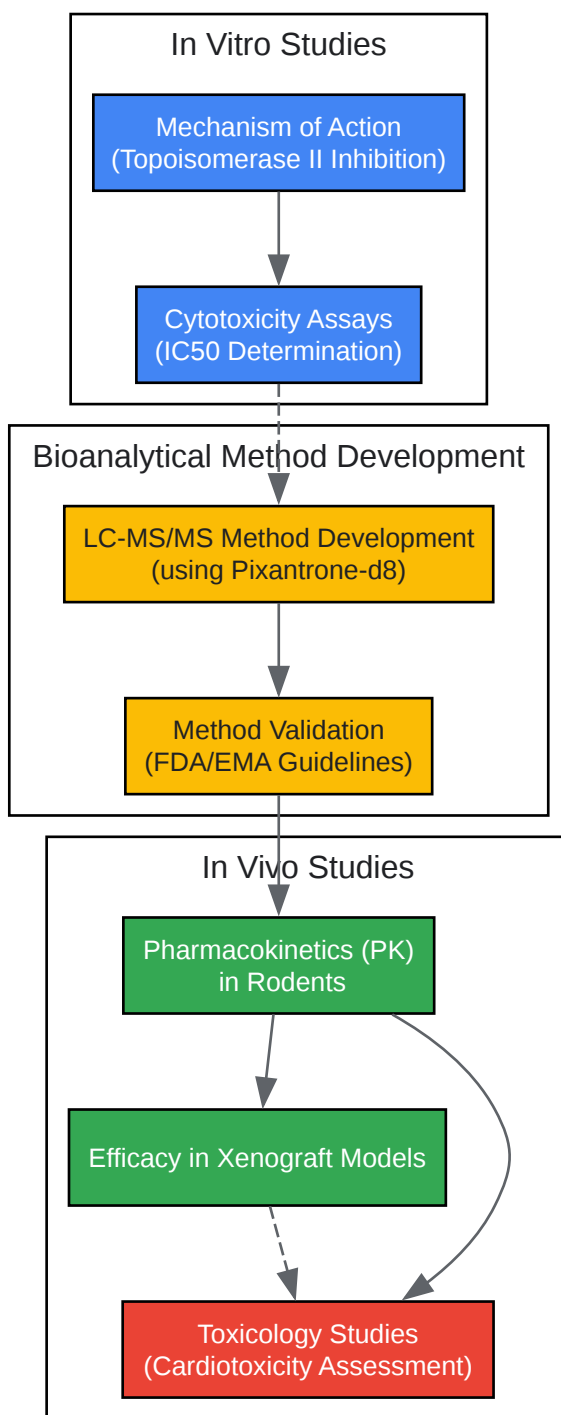 In Vitro Studies
Mechanism of Action
(Topoisomerase II Inhibition)
Cytotoxicity Assays
(IC50 Determination)
Bioanalytical Method Development
LC-MS/MS Method Development
(using Pixantrone-d8)
Method Validation
(FDA/EMA Guidelines)
In Vivo Studies
Pharmacokinetics (PK)
in Rodents
Efficacy in Xenograft Models
Toxicology Studies
(Cardiotoxicity Assessment)